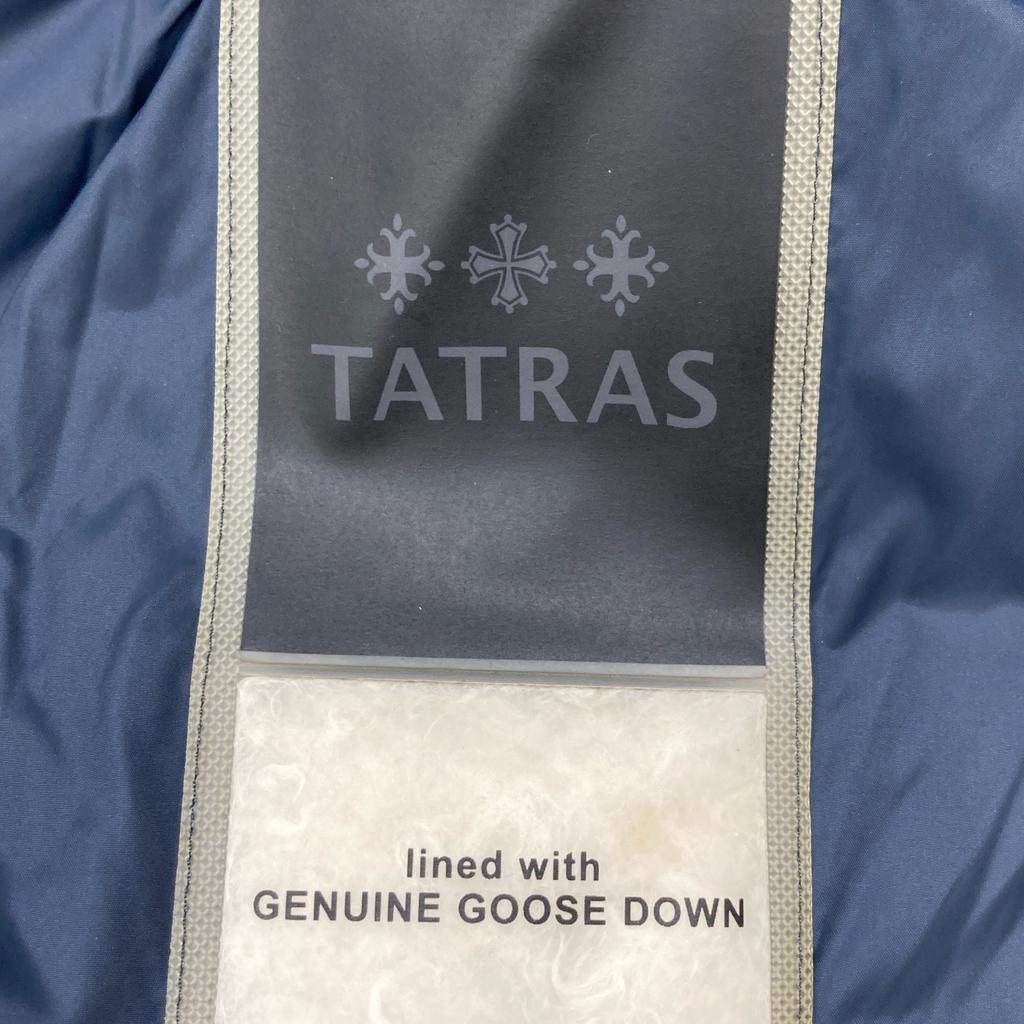 TATRAS
lined with
GENUINE GOOSE DOWN